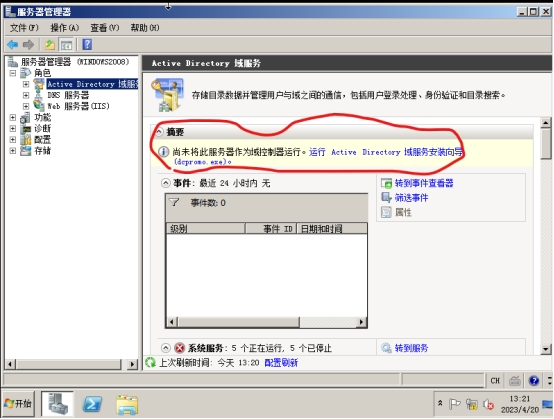 服务器管理器
文件(F) 操作(A) 查看(V) 帮助(H)
服务器管理器 (WINDOWS2008)
角色
Active Directory 域服务
DNS 服务器
Web 服务器(IIS)
功能
诊断
配置
存储
Active Directory 域服务
存储目录数据并管理用户与域之间的通信，包括用户登录处理、身份验证和目录搜索。
摘要
尚未将此服务器作为域控制器运行。运行 Active Directory 域服务安装向导
(dcpromo.exe)。
事件: 最近 24 小时内 无
事件数: 0
级别 事件 ID 日期和时间
转到事件查看器
筛选事件
属性
系统服务: 5 个正在运行, 5 个已停止
转到服务
上次刷新时间: 今天 13:20 配置刷新
CH
开始
13:21
2023/4/20